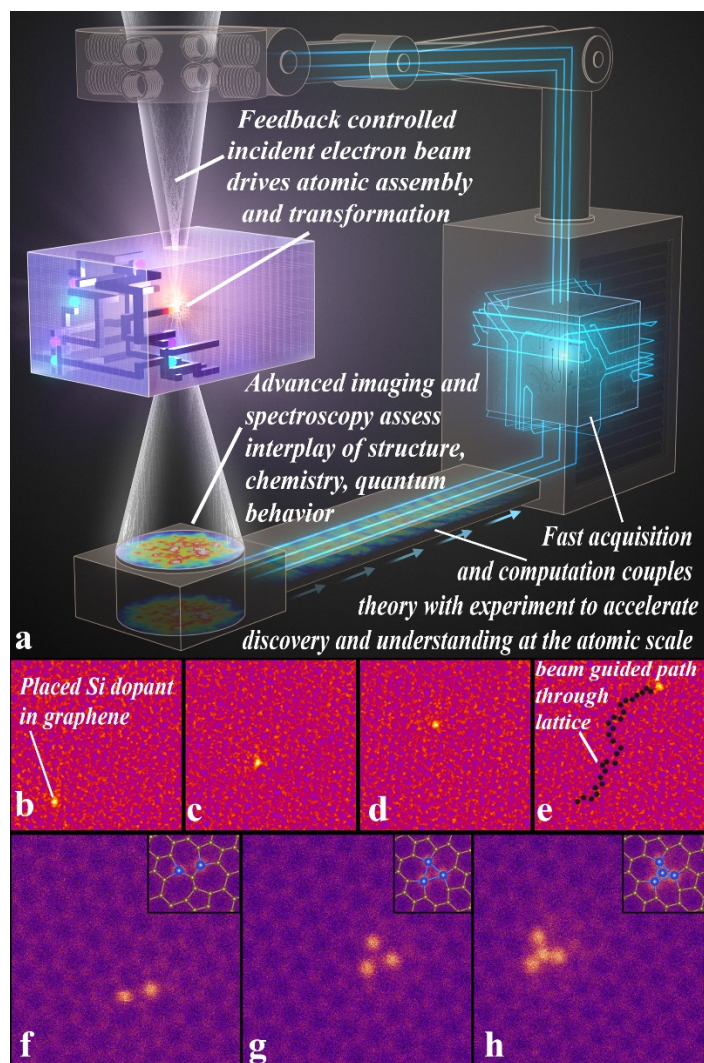 Feedback controlled
incident electron beam
drives atomic assembly
and transformation
Advanced imaging and
spectroscopy assess
interplay of structure,
chemistry, quantum
behavior
Fast acquisition
and computation couples
theory with experiment to accelerate
discovery and understanding at the atomic scale
a
Placed Si dopant
in graphene
b
c
d
beam guided path
through
lattice
e
f
g
h